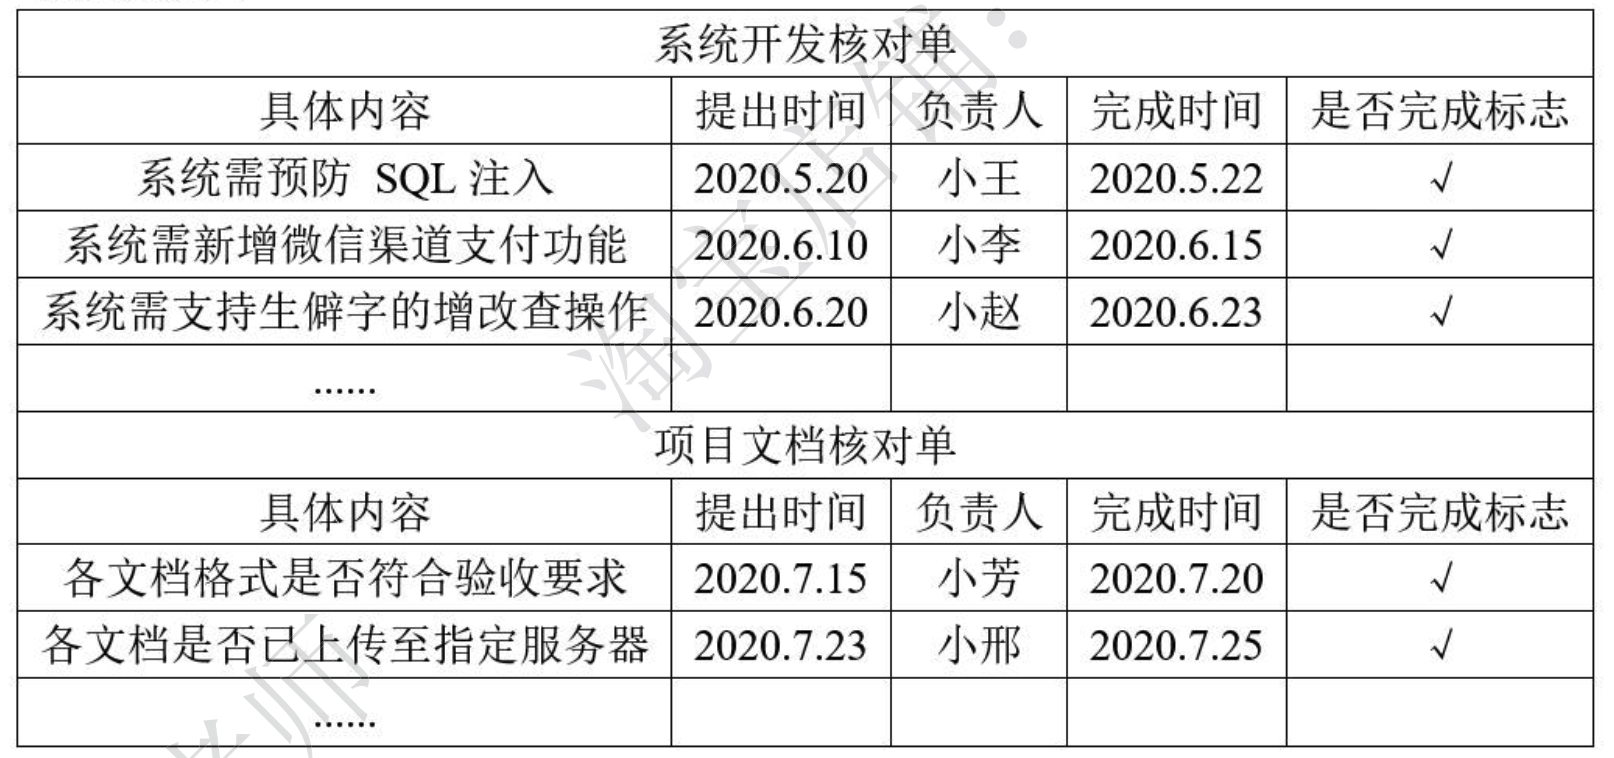 系统开发核对单
具体内容 提出时间 负责人 完成时间 是否完成标志
系统需预防 SQL 注入 2020.5.20 小王 2020.5.22 √
系统需新增微信渠道支付功能 2020.6.10 小李 2020.6.15 √
系统需支持生僻字的增改查操作 2020.6.20 小赵 2020.6.23 √
......
项目文档核对单
具体内容 提出时间 负责人 完成时间 是否完成标志
各文档格式是否符合验收要求 2020.7.15 小芳 2020.7.20 √
各文档是否已上传至指定服务器 2020.7.23 小邢 2020.7.25 √
......
淘宝店铺：
老师